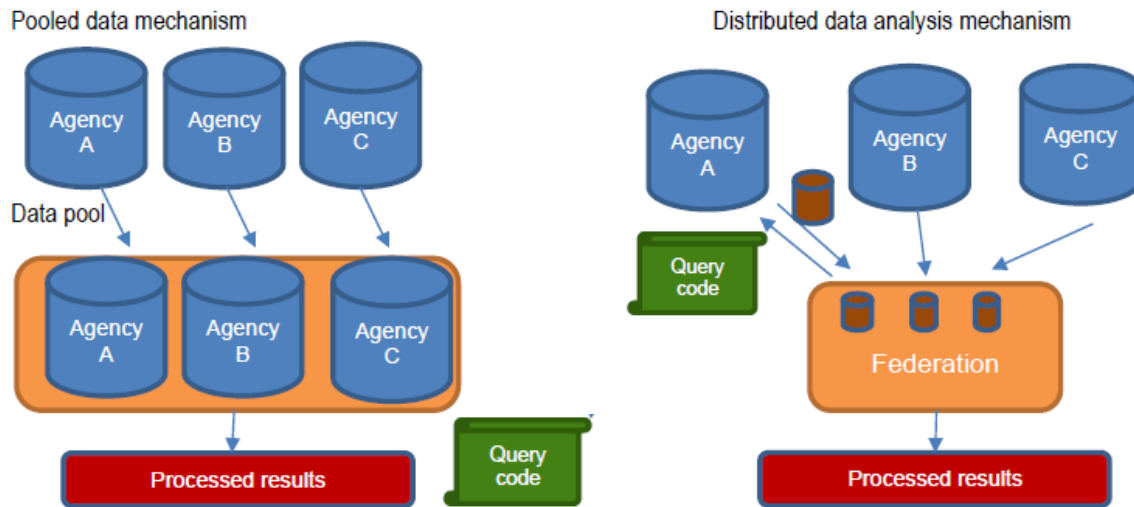 Pooled data mechanism
Agency
A
Agency
B
Agency
C
Data pool
Agency
A
Agency
B
Agency
C
Processed results
Query
code
Distributed data analysis mechanism
Agency
A
Agency
B
Agency
C
Query
code
Federation
Processed results